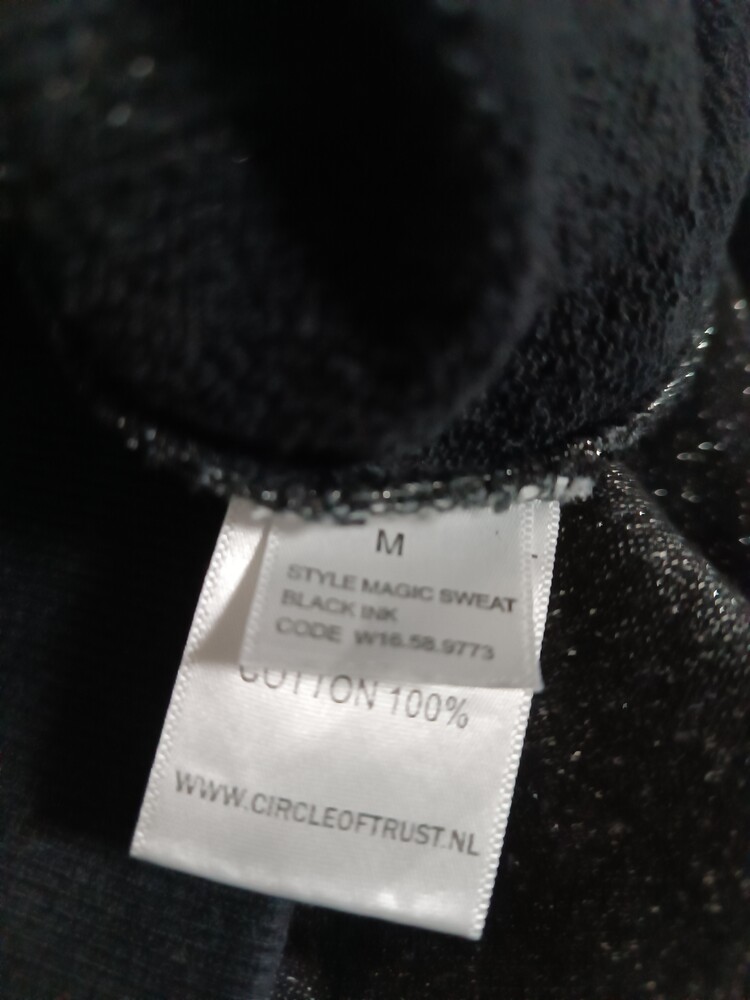 M
STYLE MAGIC SWEAT
BLACK INK
CODE W16.58.9773
COTTON 100%
WWW.CIRCLEOFTRUST.NL